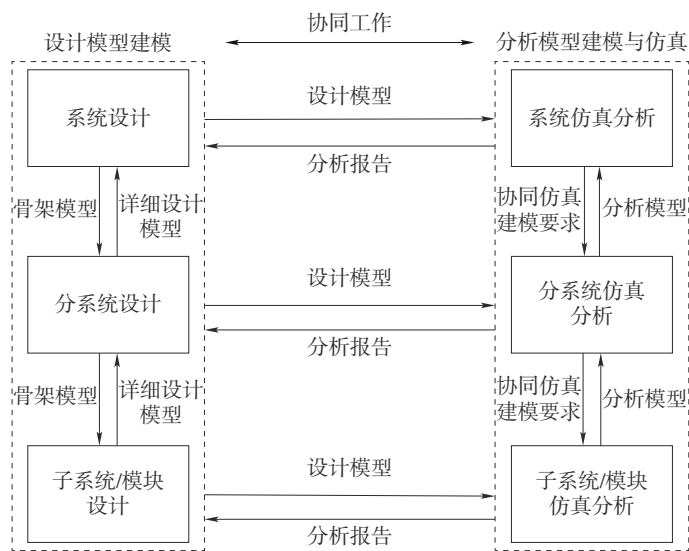 协同工作
设计模型建模
分析模型建模与仿真
系统设计
设计模型
系统仿真分析
分析报告
骨架模型
详细设计
模型
协同仿真
建模要求
分析模型
分系统设计
设计模型
分系统仿真
分析
分析报告
骨架模型
详细设计
模型
协同仿真
建模要求
分析模型
子系统/模块
设计
设计模型
子系统/模块
仿真分析
分析报告